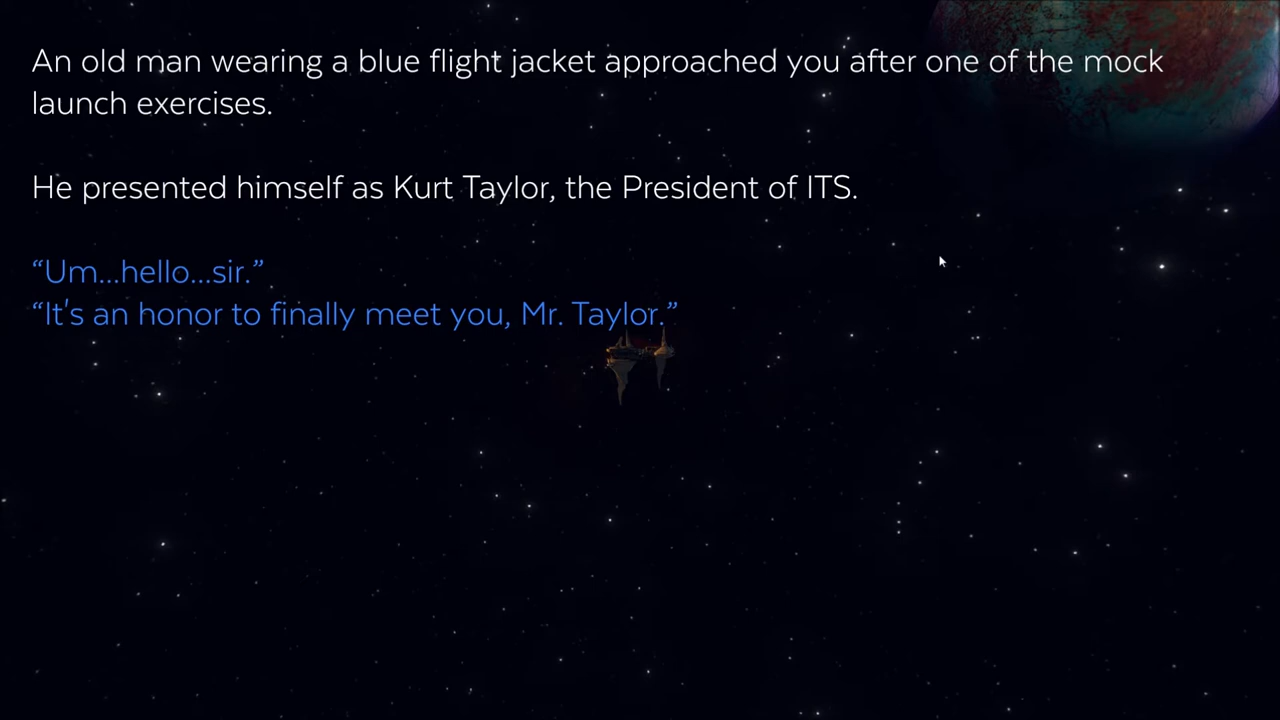 An old man wearing a blue flight jacket approached you after one of the mock
launch exercises.
He presented himself as Kurt Taylor, the President of ITS.
“Um...hello...sir.”
“It's an honor to finally meet you, Mr. Taylor.”